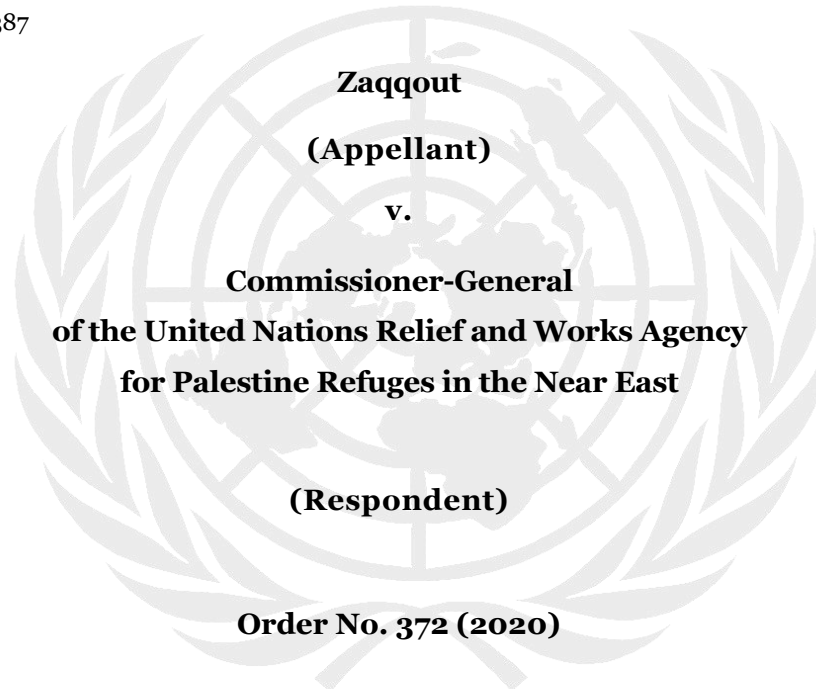 387
Zaqqout
(Appellant)
v.
Commissioner-General
of the United Nations Relief and Works Agency
for Palestine Refuges in the Near East
(Respondent)
Order No. 372 (2020)